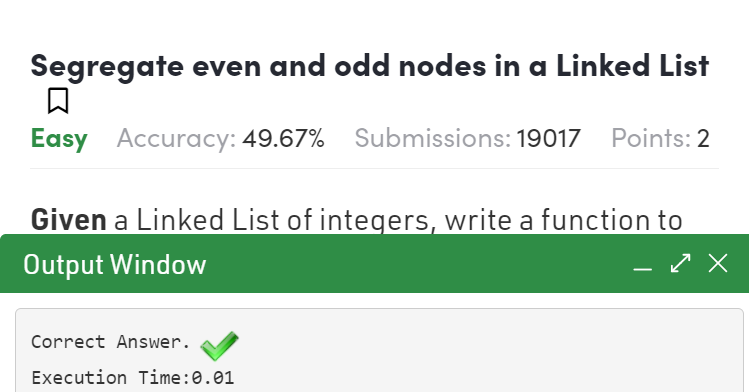 Segregate even and odd nodes in a Linked List
Easy Accuracy: 49.67% Submissions: 19017 Points: 2
Given a Linked List of integers, write a function to
Output Window
Correct Answer.
Execution Time:0.01